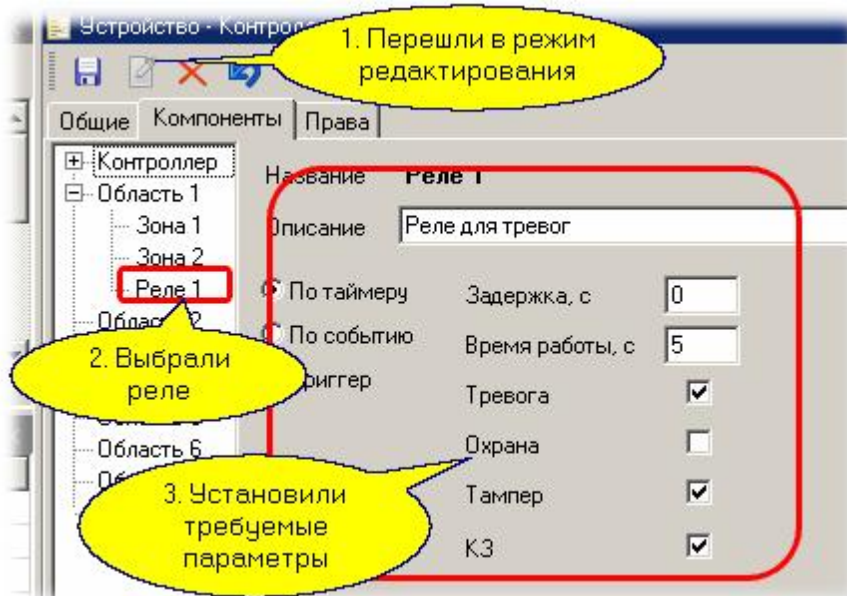 Устройство - Контрол
1. Перешли в режим
редактирования
Общие
Компоненты
Права
Контроллер
Область 1
Зона 1
Зона 2
Реле 1
2. Выбрали
реле
Область 6
3. Установили
требуемые
параметры
Название
Реле 1
Описание
Реле для тревог
По таймеру
Задержка, с
0
По событию
Время работы, с
5
Тревога
Охрана
Тампер
КЗ